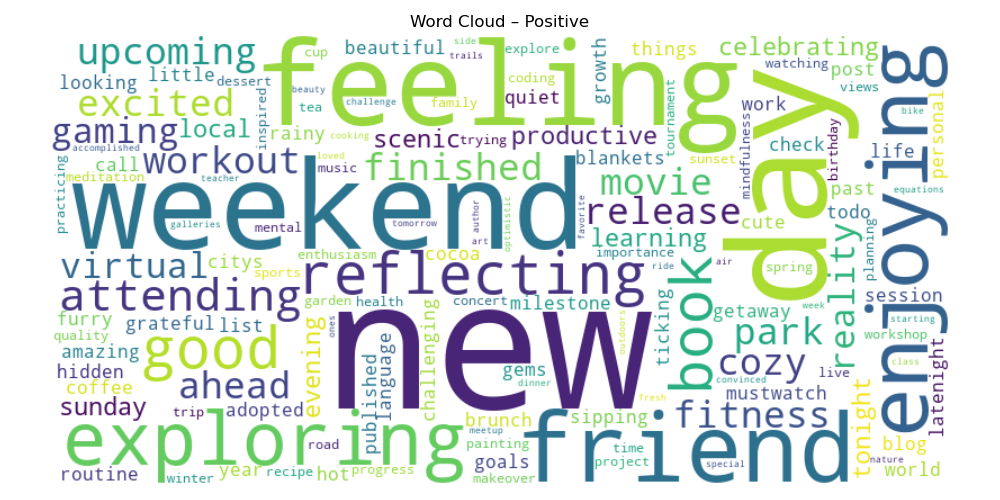 Word Cloud – Positive
upcoming
cup
feeling
beautiful
side
trails
explore
growth
things
celebrating
watching
post
views
looking
little
dessert
excited
inspired
beauty
challenge
family
coding
quiet
tea
tournament
work
day
enjoying
bike
personal
gaming
local
rainy
scenic
trying
productive
mindfulness
birthday
check
life
accomplished
cooking
sunset
practicing
call
workout
loved
finished
blankets
meditation
teacher
music
movie
cute
spring
past
equations
weekend
galleries
mental
tomorrow
author
art
optimistic
favorite
release
todo
learning
importance
planning
virtual
citys
enthusiasm
cocoa
sports
reflecting
ride
air
book
reality
session
attending
garden
health
concert
milestone
ticking
getaway
week
starting
furry
grateful
list
new
outdoors
park
workshop
quality
amazing
good
evening
ones
published
language
challenging
gems
cozy
convinced
live
class
latenight
hidden
coffee
ahead
dinner
fresh
mustwatch
sunday
trip
adopted
brunch
sipping
fitness
tonight
exploring
road
meetup
painting
friend
time
project
special
blog
nature
world
routine
winter
year
recipe
hot
progress
goals
makeover